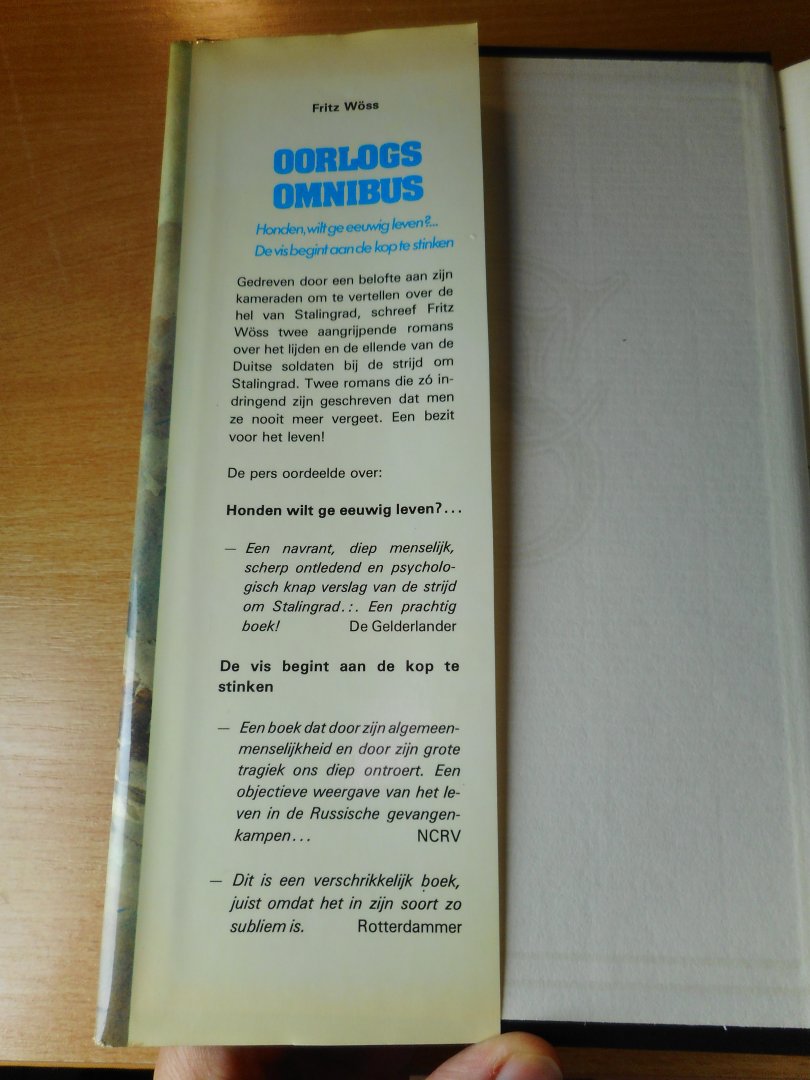 Fritz Wöss
OORLOGS
OMNIBUS
Honden, wilt ge eeuwig leven?...
De vis begint aan de kop te stinken
Gedreven door een belofte aan zijn
kameraden om te vertellen over de
hel van Stalingrad, schreef Fritz
Wöss twee aangrijpende romans
over het lijden en de ellende van de
Duitse soldaten bij de strijd om
Stalingrad. Twee romans die zó in-
dringend zijn geschreven dat men
ze nooit meer vergeet. Een bezit
voor het leven!
De pers oordeelde over:
Honden wilt ge eeuwig leven?...
— Een navrant, diep menselijk,
scherp ontledend en psycholo-
gisch knap verslag van de strijd
om Stalingrad.:. Een prachtig
boek! De Gelderlander
De vis begint aan de kop te
stinken
— Een boek dat door zijn algemeen-
menselijkheid en door zijn grote
tragiek ons diep ontroert. Een
objectieve weergave van het le-
ven in de Russische gevangen-
kampen... NCRV
— Dit is een verschrikkelijk boek,
juist omdat het in zijn soort zo
subliem is. Rotterdammer